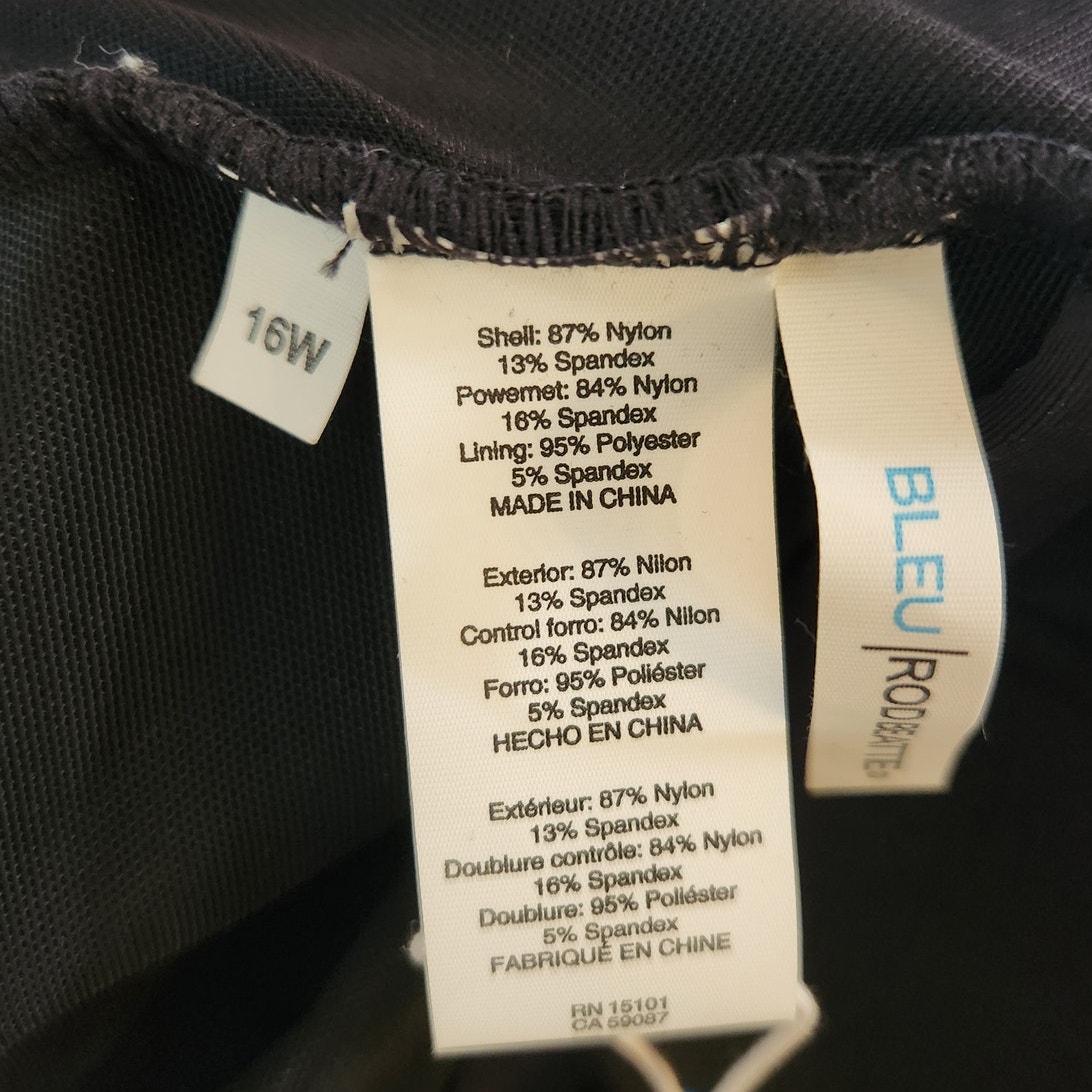 16W
Shell: 87% Nylon
13% Spandex
Powernet: 84% Nylon
16% Spandex
Lining: 95% Polyester
5% Spandex
MADE IN CHINA
Exterior: 87% Nilon
13% Spandex
Control forro: 84% Nilon
16% Spandex
Forro: 95% Poliéster
5% Spandex
HECHO EN CHINA
Extérieur: 87% Nylon
13% Spandex
Doublure contrôle: 84% Nylon
16% Spandex
Doublure: 95% Poliéster
5% Spandex
FABRIQUÉ EN CHINE
RN 15101
CA 59087
BLEU | ROD BEATTIE